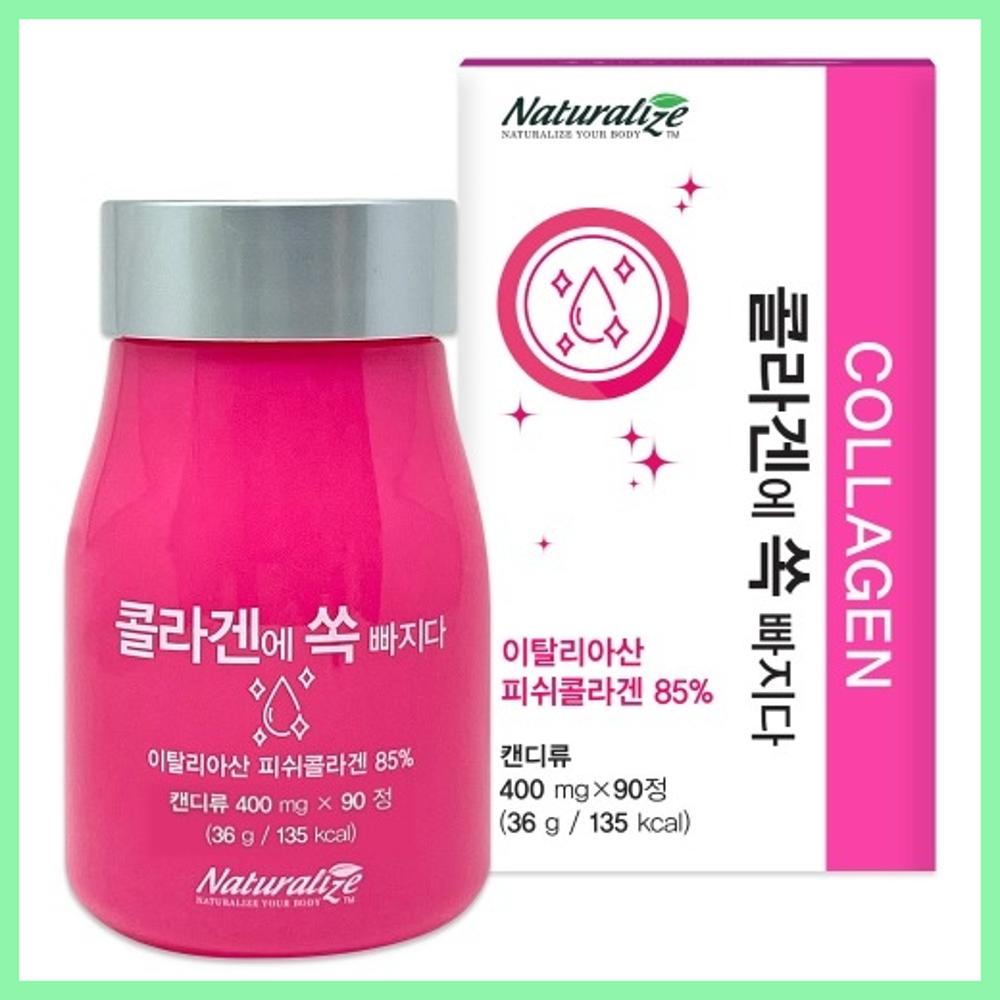 Naturalize
NATURALIZE YOUR BODY TM
콜라겐에 쏙 빠지다
COLLAGEN
이탈리아산
피쉬콜라겐 85%
캔디류
400 mg×90정
(36 g / 135 kcal)
콜라겐에 쏙 빠지다
이탈리아산 피쉬콜라겐 85%
캔디류 400 mg × 90 정
(36 g / 135 kcal)
Naturalize
NATURALIZE YOUR BODY TM